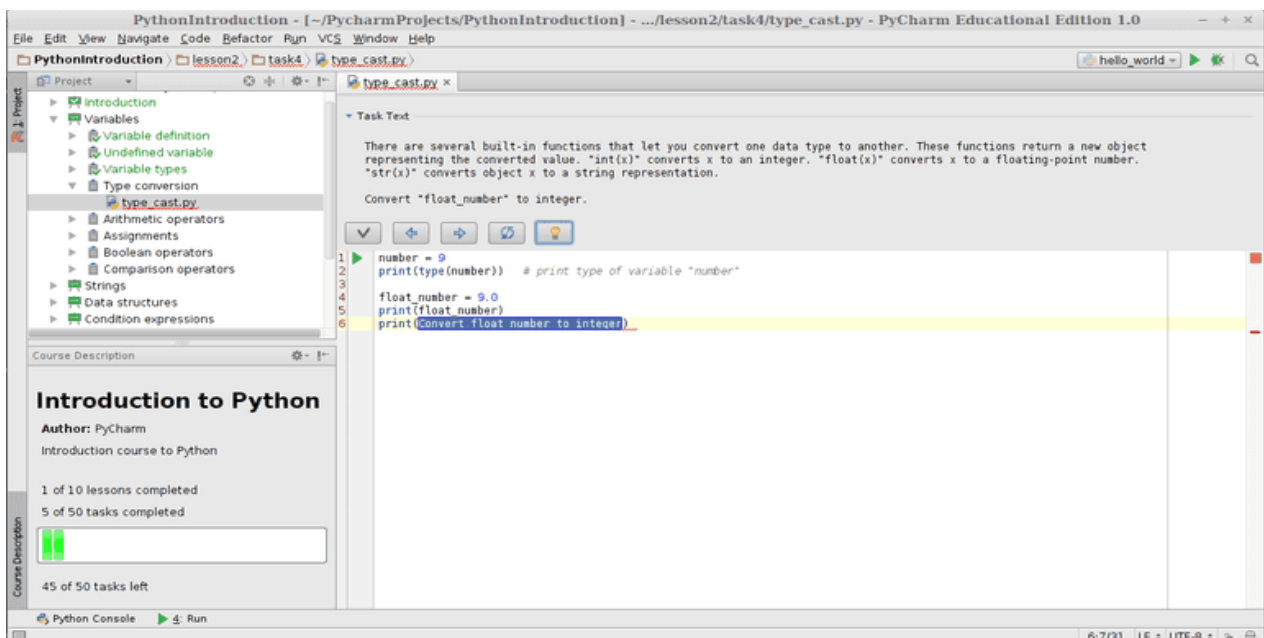 PythonIntroduction - [~/PycharmProjects/PythonIntroduction] - .../lesson2/task4/type_cast.py - PyCharm Educational Edition 1.0
File Edit View Navigate Code Refactor Run VCS Window Help
PythonIntroduction lesson2 task4 type_cast.py
hello_world
1: Project
Project
Introduction
Variables
Variable definition
Undefined variable
Variable types
Type conversion
type_cast.py
Arithmetic operators
Assignments
Boolean operators
Comparison operators
Strings
Data structures
Condition expressions
Course Description
Introduction to Python
Author: PyCharm
Introduction course to Python
1 of 10 lessons completed
5 of 50 tasks completed
45 of 50 tasks left
Course Description
type_cast.py
Task Text
There are several built-in functions that let you convert one data type to another. These functions return a new object
representing the converted value. "int(x)" converts x to an integer. "float(x)" converts x to a floating-point number.
"str(x)" converts object x to a string representation.
Convert "float_number" to integer.
1 number = 9
2 print(type(number)) # print type of variable "number"
3
4 float_number = 9.0
5 print(float_number)
6 print(Convert float number to integer)
Python Console 4: Run
6:7/31 LF UTF-8